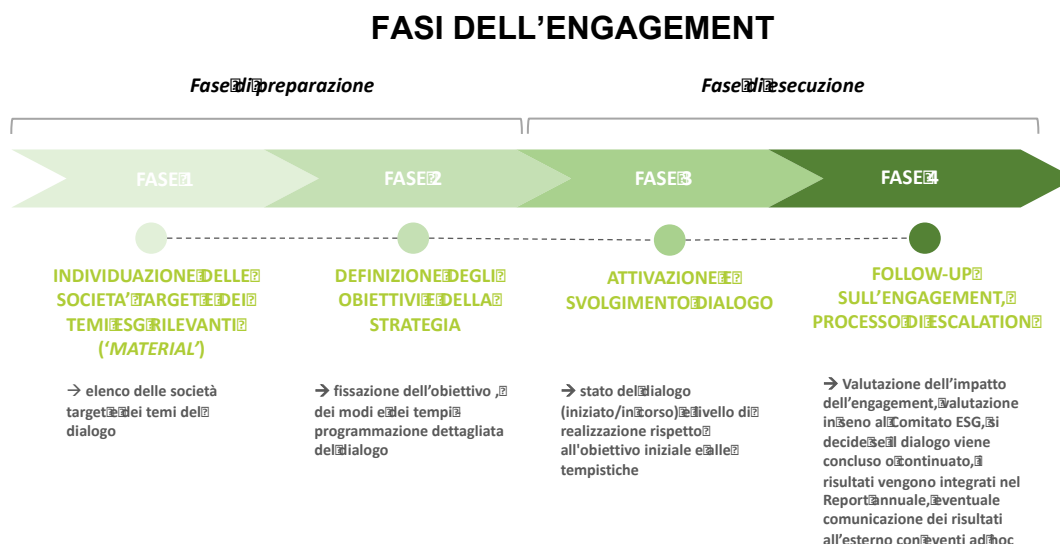 FASI DELL'ENGAGEMENT
Fase di preparazione
Fase di esecuzione
FASE 1
FASE 2
FASE 3
FASE 4
INDIVIDUAZIONE DELLE
SOCIETA' TARGET E DEI
TEMI ESG RILEVANTI
('MATERIAL')
→ elenco delle società
target e dei temi del
dialogo
DEFINIZIONE DEGLI
OBIETTIVI E DELLA
STRATEGIA
→ fissazione dell'obiettivo ,
dei modi e dei tempi
programmazione dettagliata
del dialogo
ATTIVAZIONE E
SVOLGIMENTO DIALOGO
→ stato del dialogo
(iniziato/in corso) e livello di
realizzazione rispetto
all'obiettivo iniziale e alle
tempistiche
FOLLOW-UP
SULL'ENGAGEMENT,
PROCESSO DI ESCALATION
→ Valutazione dell'impatto
dell'engagement, valutazione
in seno al Comitato ESG, si
decide se il dialogo viene
concluso o continuato, i
risultati vengono integrati nel
Report annuale, eventuale
comunicazione dei risultati
all'esterno con eventi ad hoc